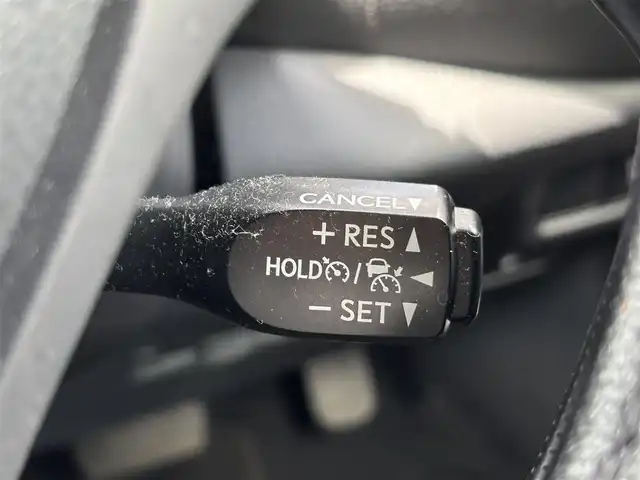 CANCEL▼
+ RES ▲
HOLD / ◀
− SET ▼